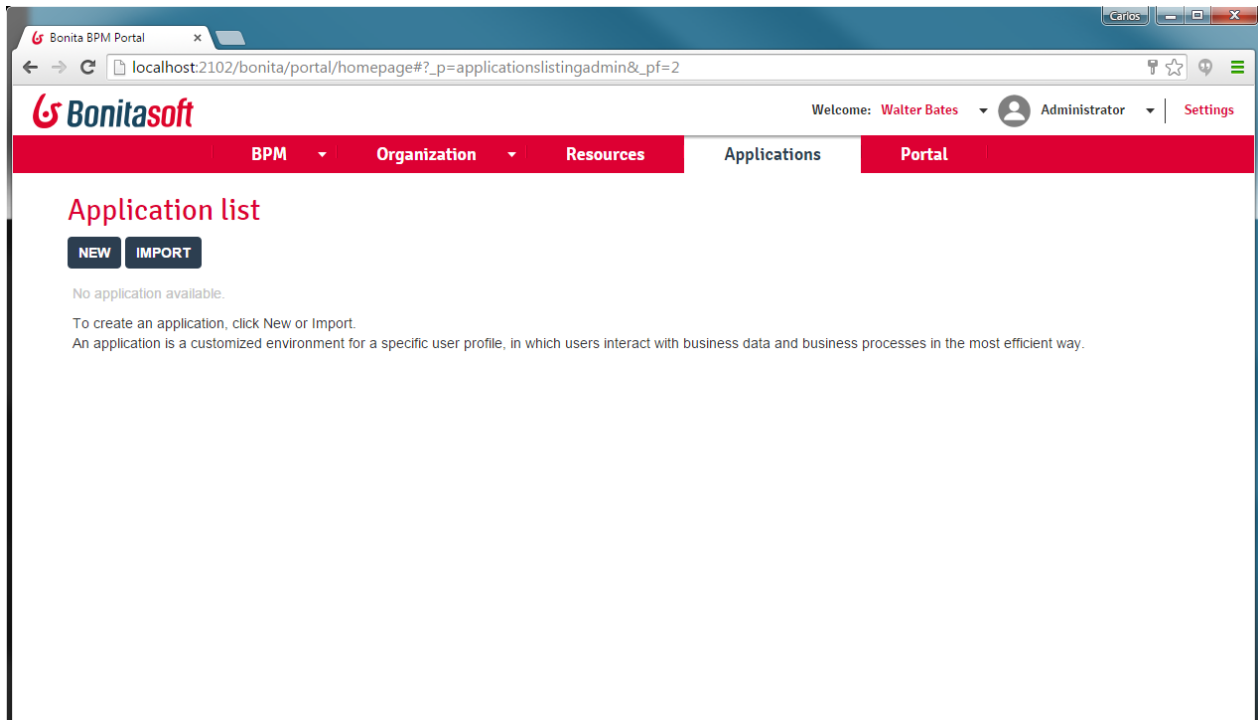 Carlos
Bonita BPM Portal
localhost:2102/bonita/portal/homepage#?_p=applicationslistingadmin&_pf=2
Bonitasoft
Welcome: Walter Bates Administrator Settings
BPM Organization Resources Applications Portal
Application list
NEW IMPORT
No application available.
To create an application, click New or Import.
An application is a customized environment for a specific user profile, in which users interact with business data and business processes in the most efficient way.